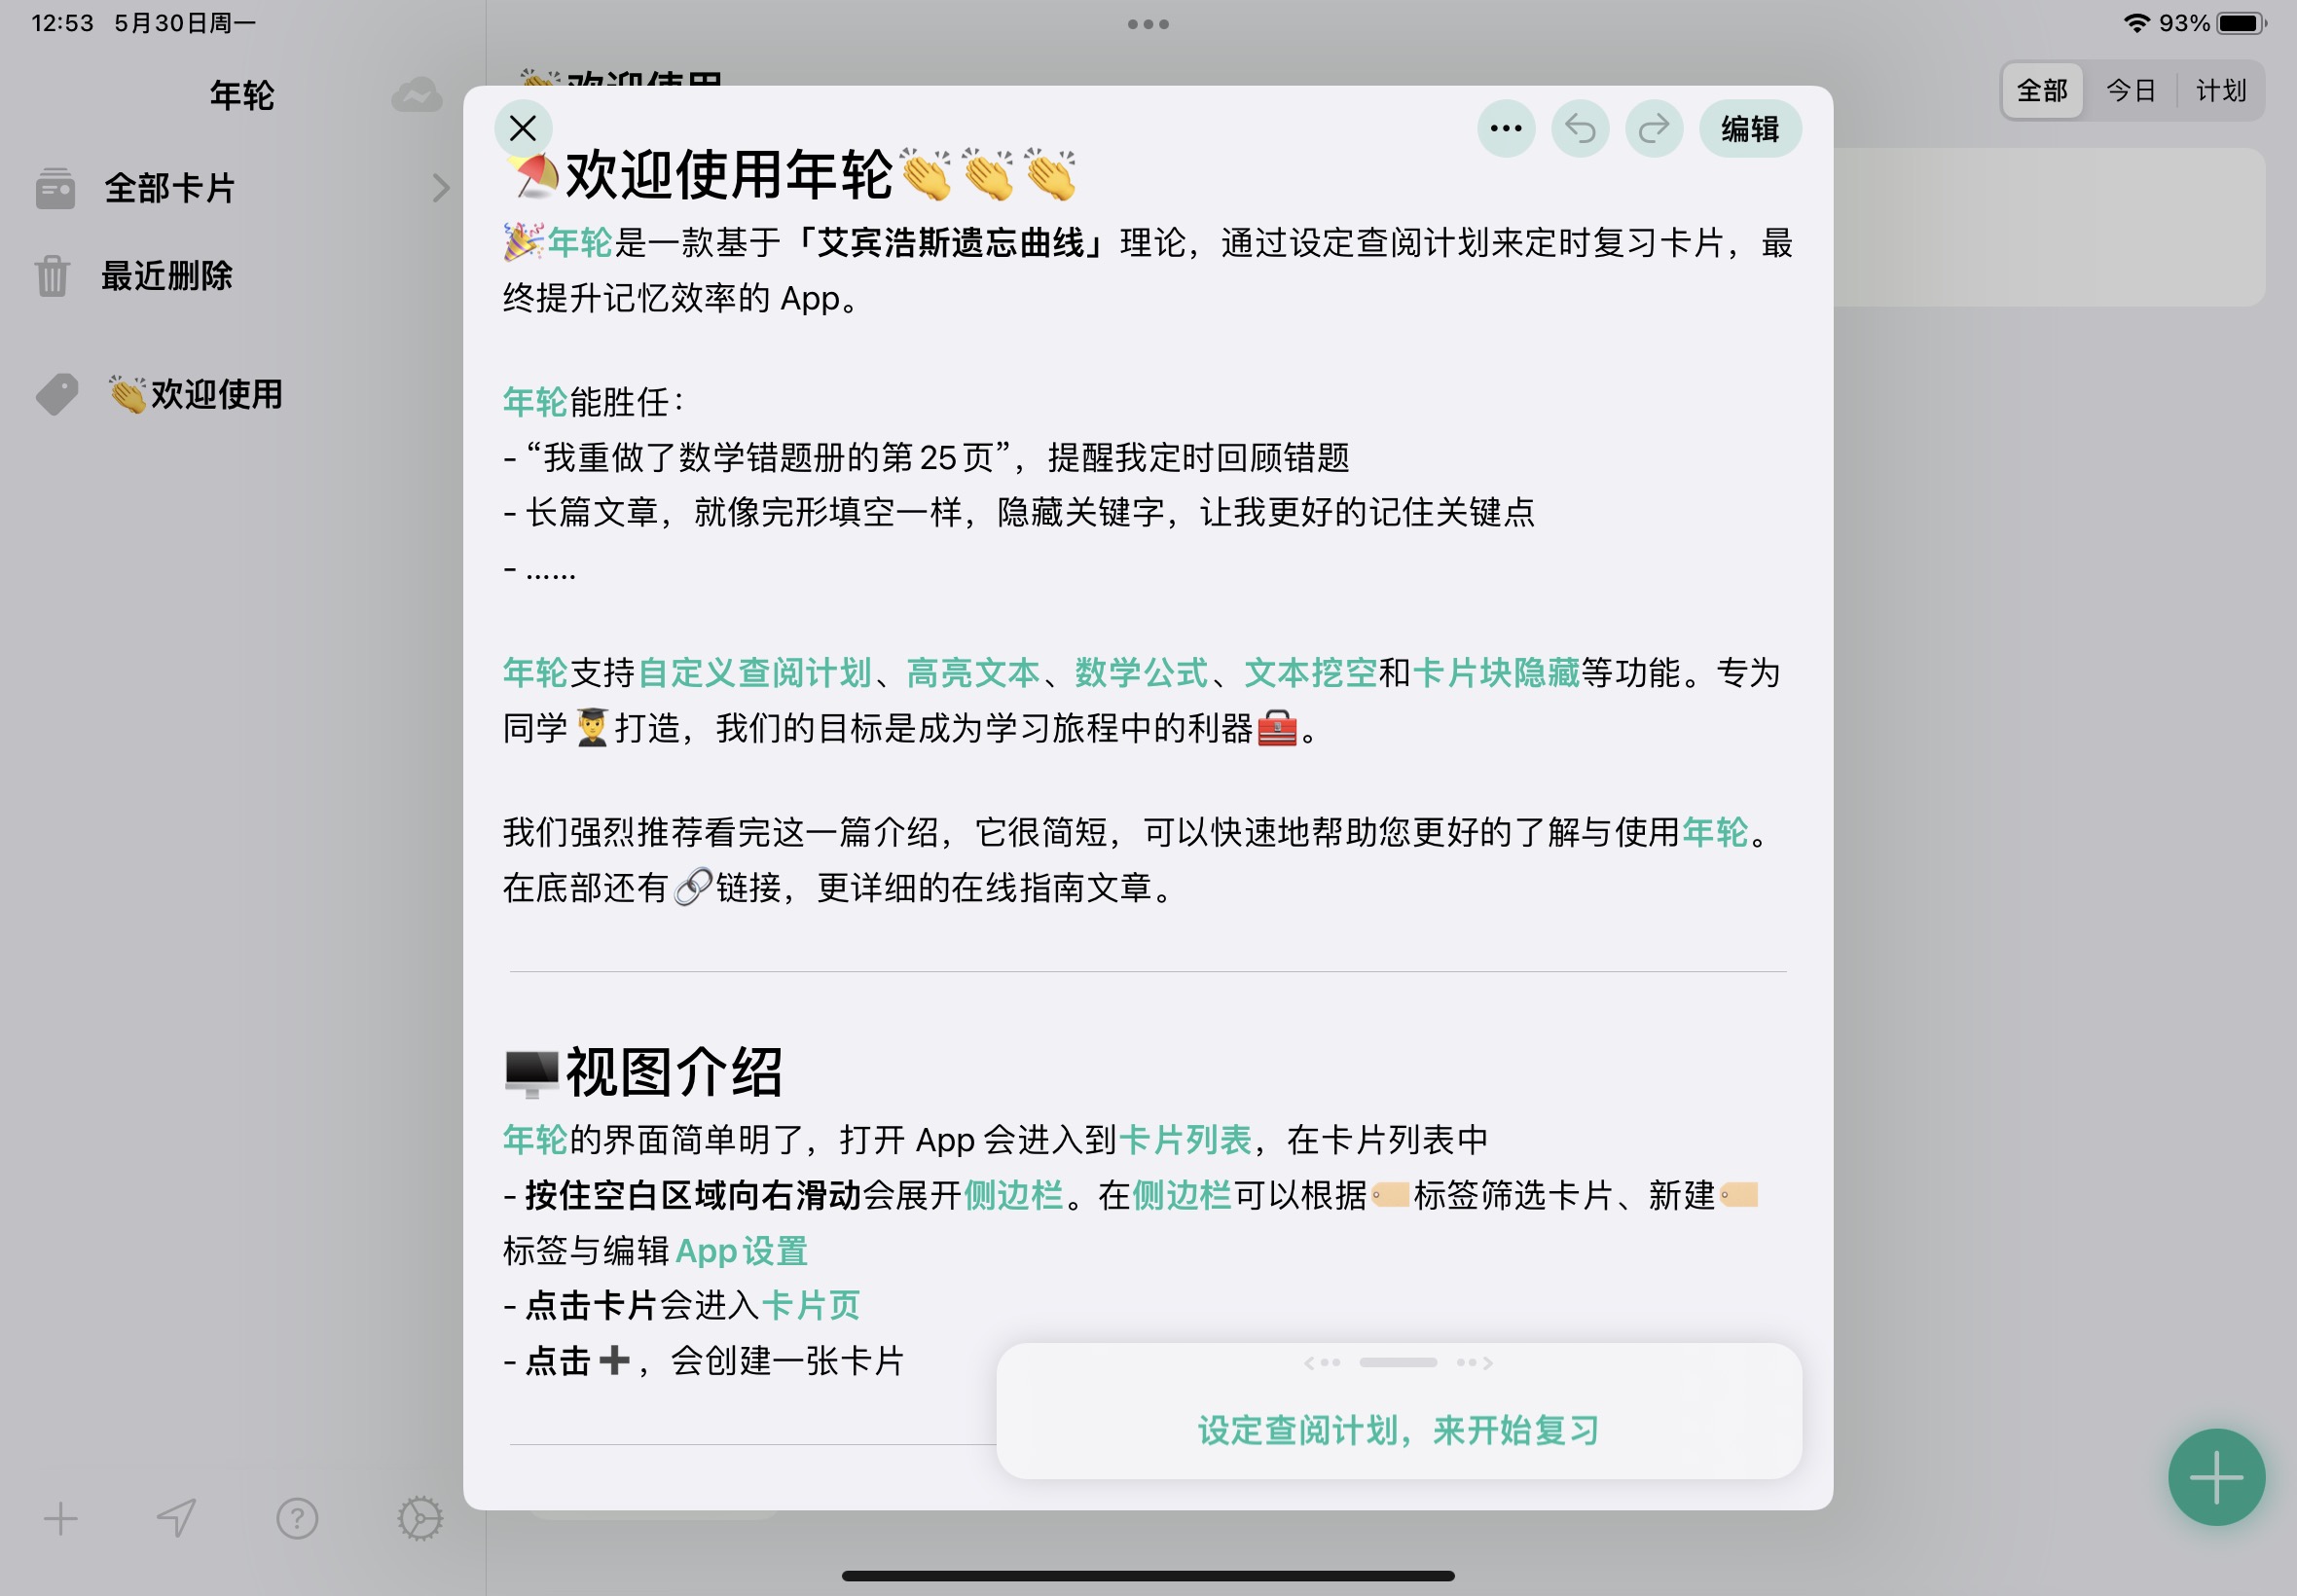 12:53 5月30日周一
93%
年轮
全部卡片
最近删除
👏欢迎使用
👏欢迎使用
全部 今日 计划
编辑
⛱️欢迎使用年轮👏👏👏
🎉年轮是一款基于「艾宾浩斯遗忘曲线」理论，通过设定查阅计划来定时复习卡片，最
终提升记忆效率的 App。
年轮能胜任：
- “我重做了数学错题册的第 25 页”，提醒我定时回顾错题
- 长篇文章，就像完形填空一样，隐藏关键字，让我更好的记住关键点
- ……
年轮支持自定义查阅计划、高亮文本、数学公式、文本挖空和卡片块隐藏等功能。专为
同学👨‍🎓打造，我们的目标是成为学习旅程中的利器🧰。
我们强烈推荐看完这一篇介绍，它很简短，可以快速地帮助您更好的了解与使用年轮。
在底部还有🔗链接，更详细的在线指南文章。
🖥️视图介绍
年轮的界面简单明了，打开 App 会进入到卡片列表，在卡片列表中
- 按住空白区域向右滑动会展开侧边栏。在侧边栏可以根据🏷️标签筛选卡片、新建🏷️
标签与编辑 App 设置
- 点击卡片会进入卡片页
- 点击➕，会创建一张卡片
设定查阅计划，来开始复习